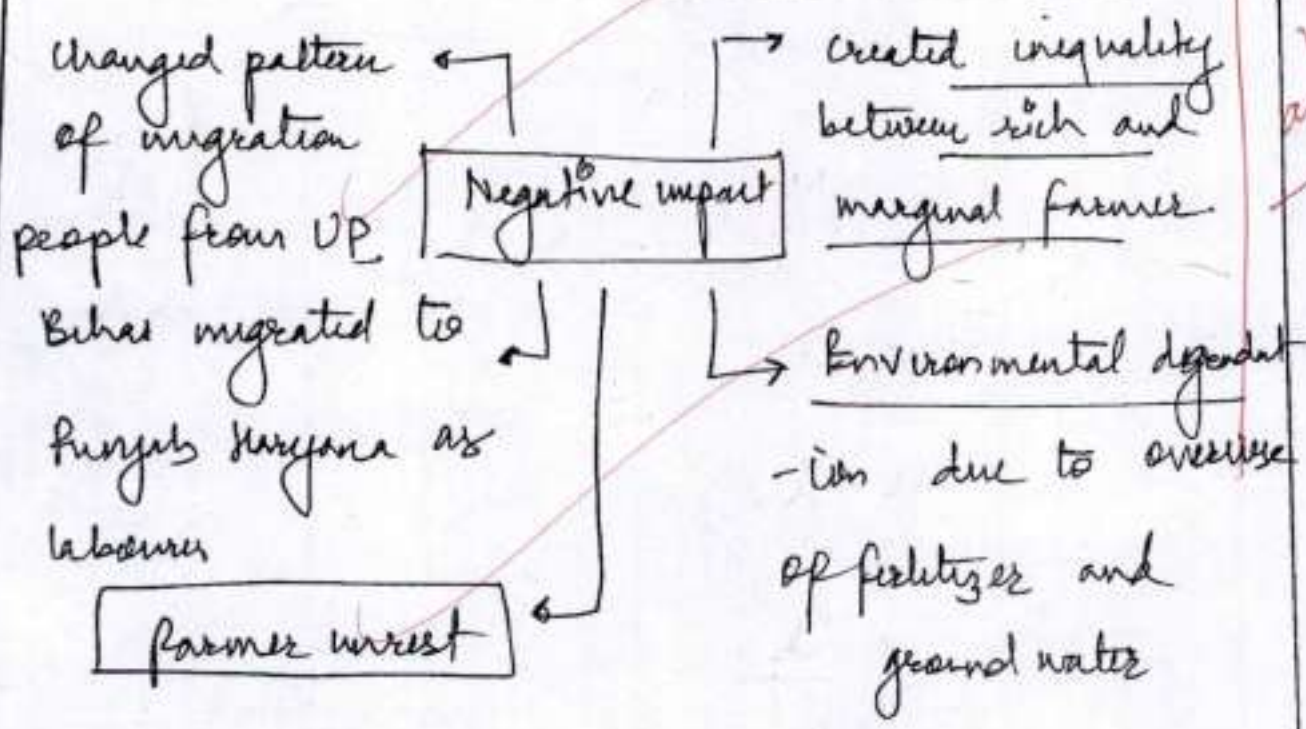 Changed pattern
of migration
people from UP
Bihar migrated to
Punjab Haryana as
labourer
Negative impact
created inequality
between rich and
marginal farmer.
Environmental degradat
-ion due to overuse
of fertilizer and
ground water
farmer unrest